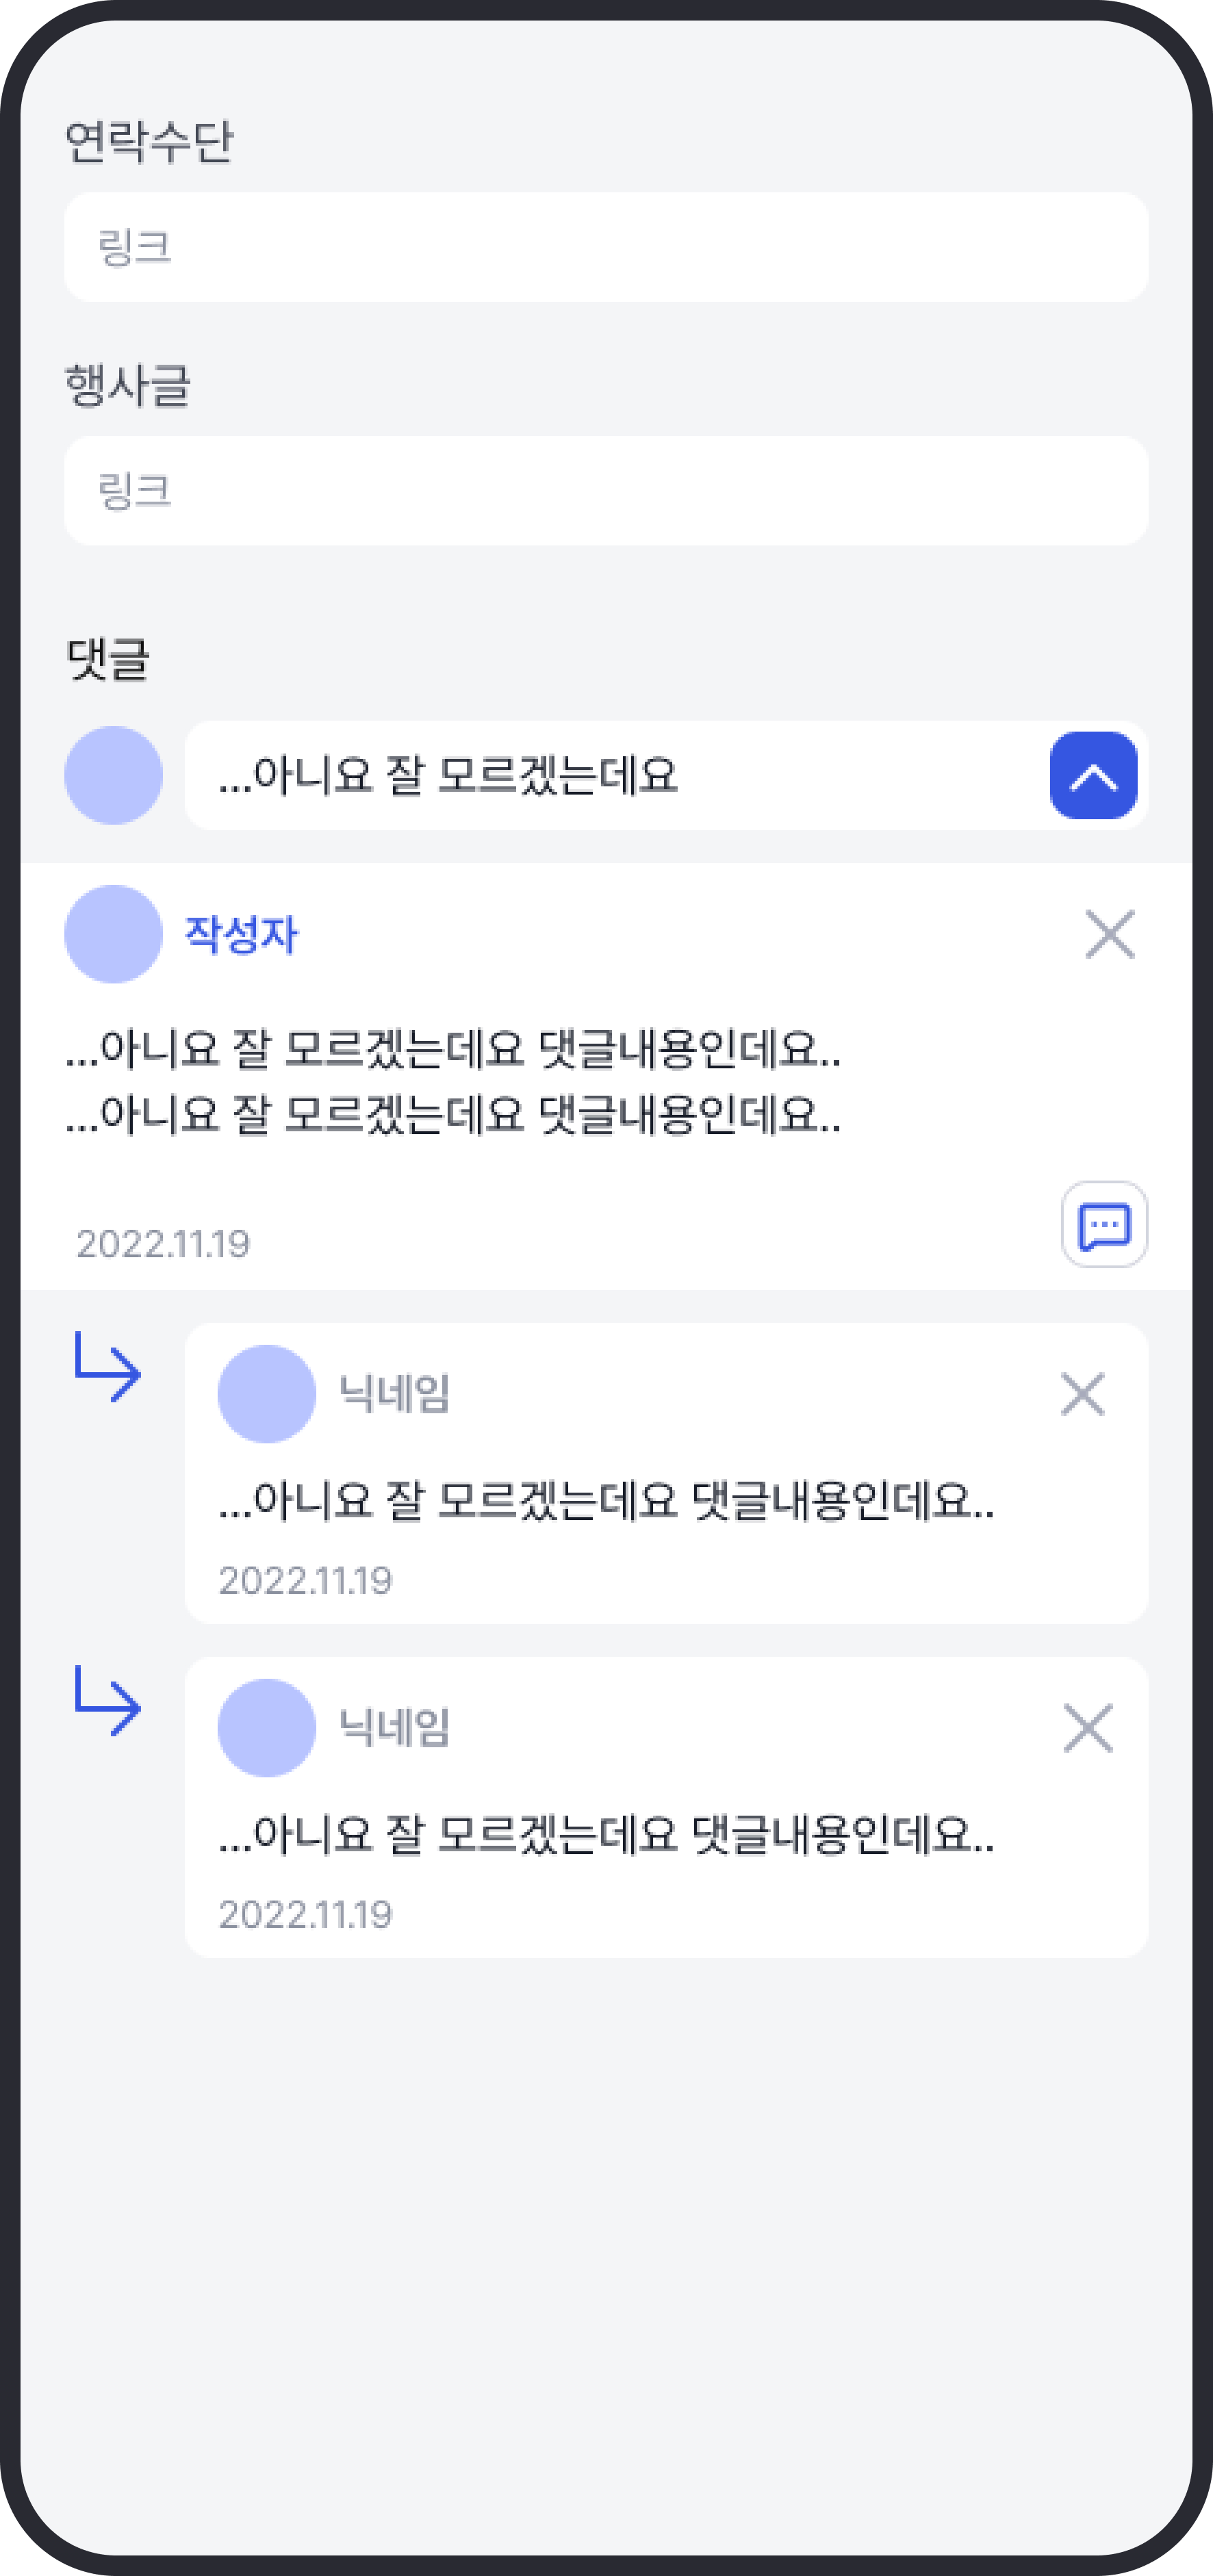 연락수단
링크
행사글
링크
댓글
...아니요 잘 모르겠는데요
작성자
...아니요 잘 모르겠는데요 댓글내용인데요..
...아니요 잘 모르겠는데요 댓글내용인데요..
2022.11.19
닉네임
...아니요 잘 모르겠는데요 댓글내용인데요..
2022.11.19
닉네임
...아니요 잘 모르겠는데요 댓글내용인데요..
2022.11.19